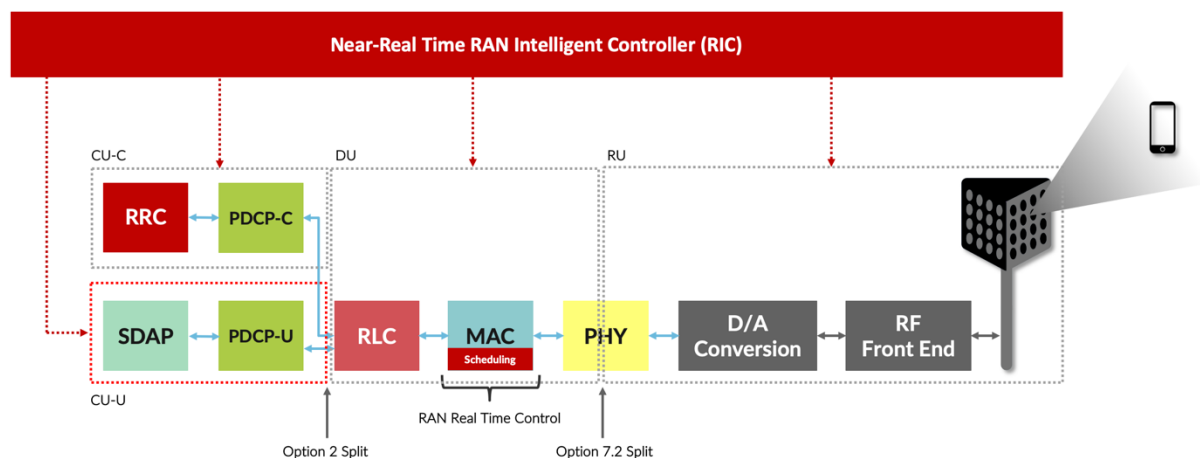 Near-Real Time RAN Intelligent Controller (RIC)
CU-C
DU
RU
RRC
PDCP-C
SDAP
PDCP-U
RLC
MAC
Scheduling
PHY
D/A
Conversion
RF
Front End
CU-U
RAN Real Time Control
Option 2 Split
Option 7.2 Split